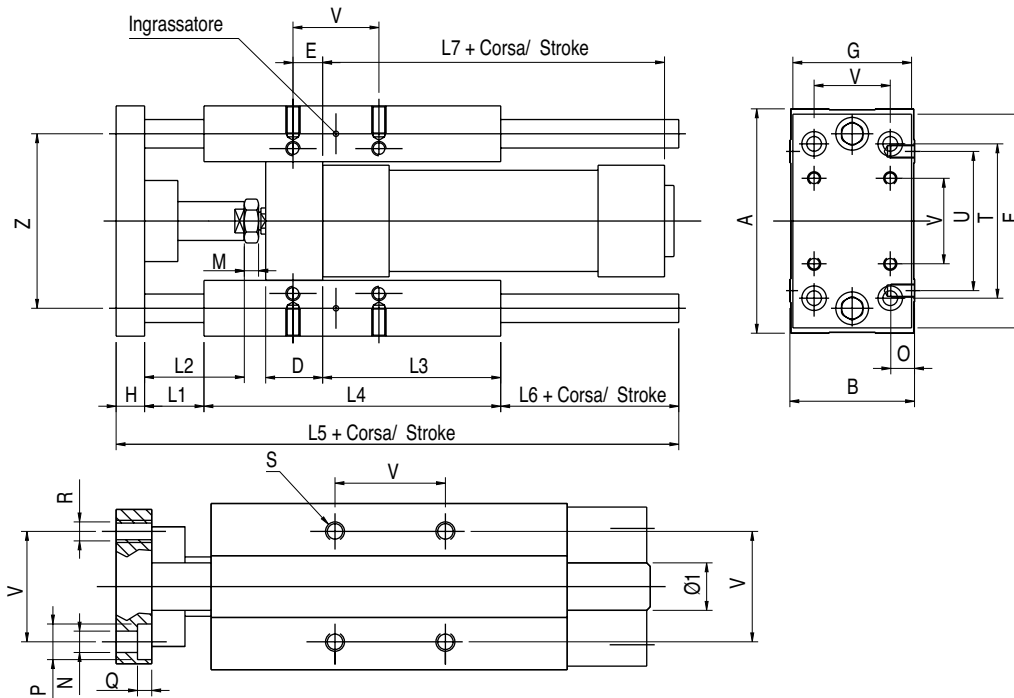 V
Ingrassatore
E
L7 + Corsa/ Stroke
G
V
Z
A
V
U
T
F
M
O
L2
D
L3
H
L1
L4
L6 + Corsa/ Stroke
B
L5 + Corsa/ Stroke
S
V
R
V
Ø1
V
P
N
Q